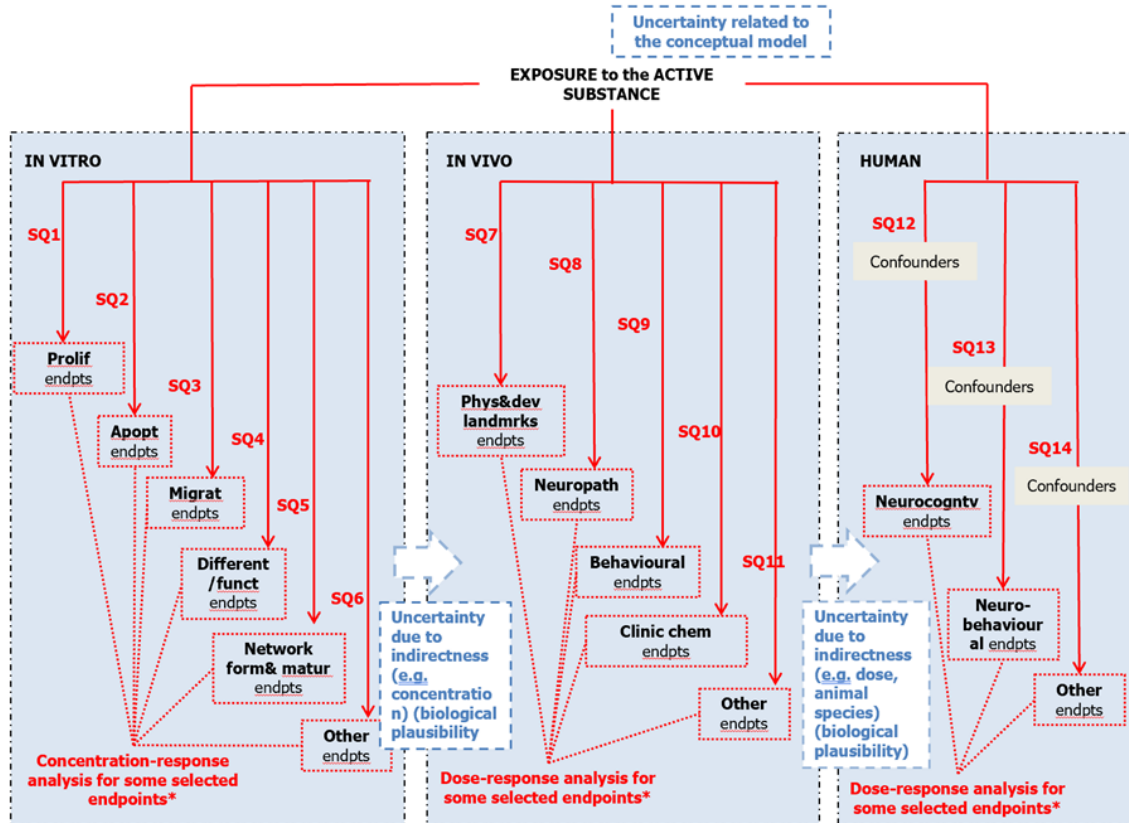 Uncertainty related to
the conceptual model
EXPOSURE to the ACTIVE
SUBSTANCE
IN VITRO
SQ1
SQ2
SQ3
SQ4
SQ5
SQ6
Prolif
endpts
Apopt
endpts
Migrat
endpts
Different
/funct
endpts
Network
form& matur
endpts
Other
endpts
Concentration-response
analysis for some selected
endpoints*
Uncertainty
due to
indirectness
(e.g.
concentratio
n) (biological
plausibility
IN VIVO
SQ7
SQ8
SQ9
SQ10
SQ11
Phys&dev
landmrks
endpts
Neuropath
endpts
Behavioural
endpts
Clinic chem
endpts
Other
endpts
Dose-response analysis for
some selected endpoints*
Uncertainty
due to
indirectness
(e.g. dose,
animal
species)
(biological
plausibility)
HUMAN
SQ12
Confounders
SQ13
Confounders
SQ14
Confounders
Neurocogntv
endpts
Neuro-
behaviour
al endpts
Other
endpts
Dose-response analysis for
some selected endpoints*